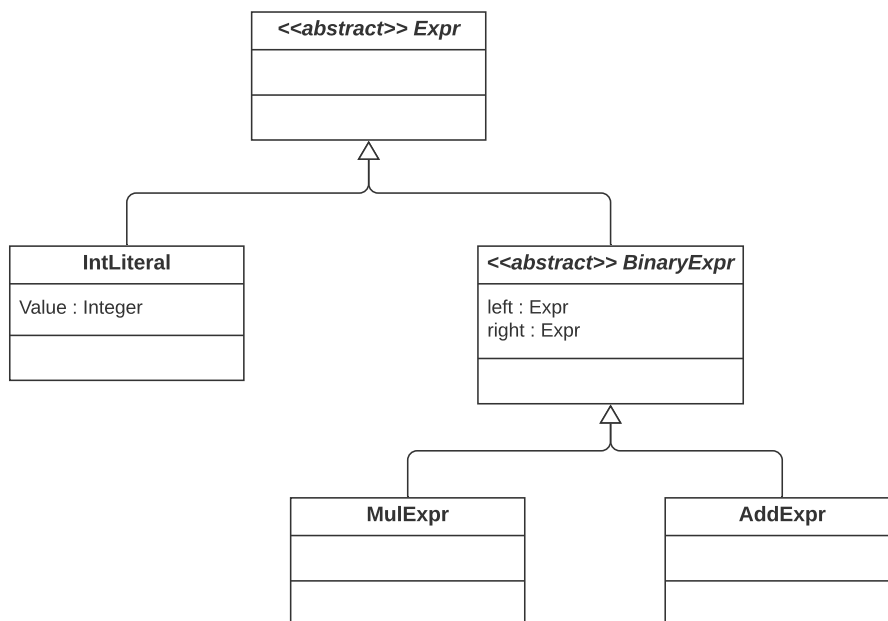 <<abstract>> Expr
IntLiteral
Value : Integer
<<abstract>> BinaryExpr
left : Expr
right : Expr
MulExpr
AddExpr